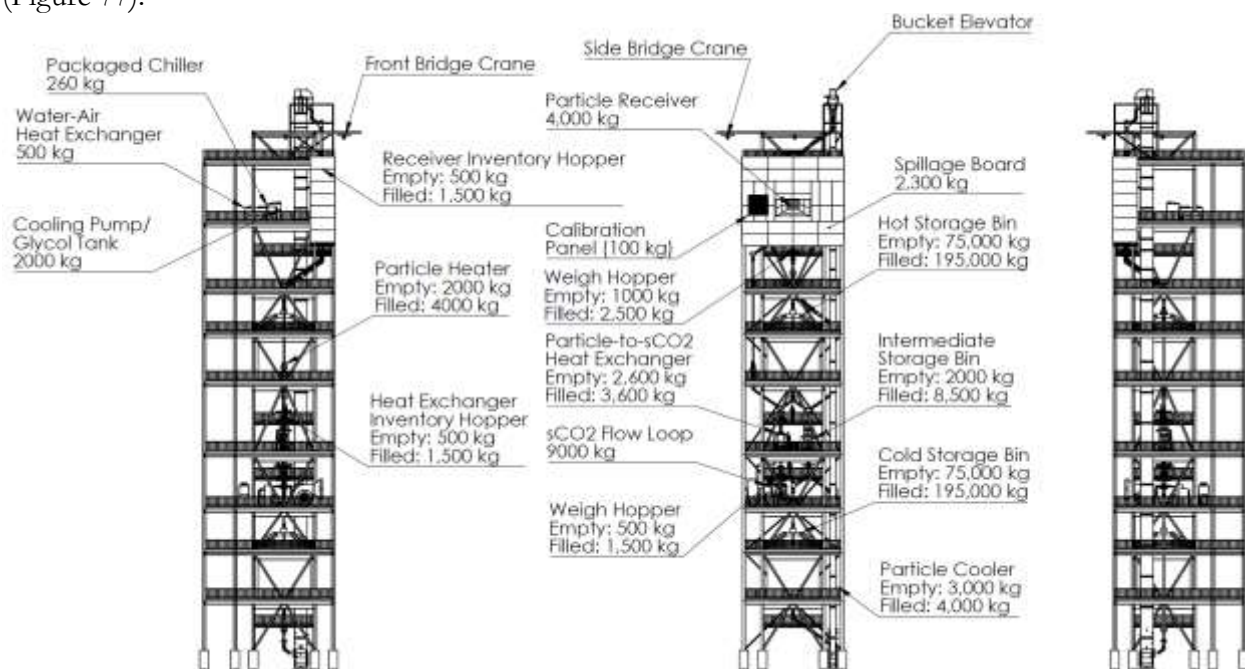 (Figure 77).
Packaged Chiller
260 kg
Front Bridge Crane
Water-Air
Heat Exchanger
500 kg
Receiver Inventory Hopper
Empty: 500 kg
Filled: 1,500 kg
Cooling Pump/
Glycol Tank
2000 kg
Particle Heater
Empty: 2000 kg
Filled: 4000 kg
Heat Exchanger
Inventory Hopper
Empty: 500 kg
Filled: 1,500 kg
Bucket Elevator
Side Bridge Crane
Particle Receiver
4,000 kg
Spillage Board
2,300 kg
Calibration
Panel (100 kg)
Hot Storage Bin
Empty: 75,000 kg
Filled: 195,000 kg
Weigh Hopper
Empty: 1000 kg
Filled: 2,500 kg
Particle-to-sCO2
Heat Exchanger
Empty: 2,600 kg
Filled: 3,600 kg
Intermediate
Storage Bin
Empty: 2000 kg
Filled: 8,500 kg
sCO2 Flow Loop
9000 kg
Cold Storage Bin
Empty: 75,000 kg
Filled: 195,000 kg
Weigh Hopper
Empty: 500 kg
Filled: 1,500 kg
Particle Cooler
Empty: 3,000 kg
Filled: 4,000 kg